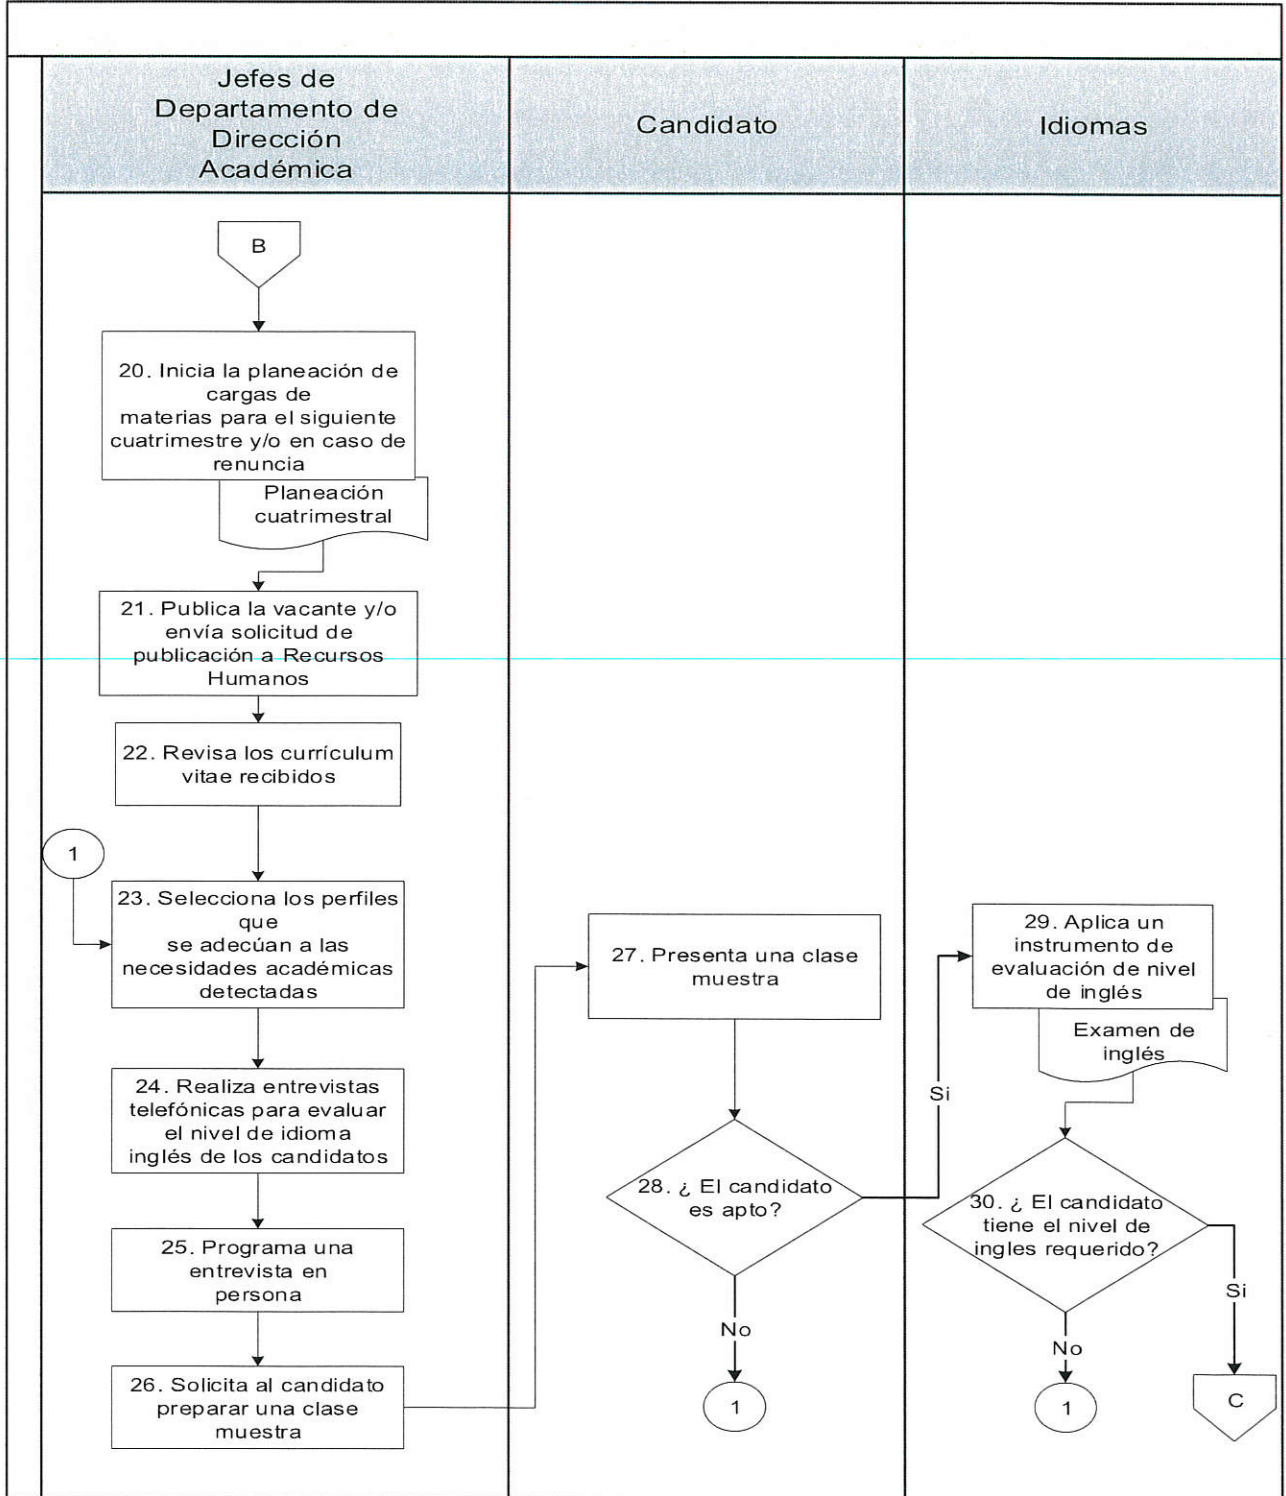 Jefes de
Departamento de
Dirección
Académica
Candidato
Idiomas
B
20. Inicia la planeación de
cargas de
materias para el siguiente
cuatrimestre y/o en caso de
renuncia
Planeación
cuatrimestral
21. Publica la vacante y/o
envía solicitud de
publicación a Recursos
Humanos
22. Revisa los currículum
vitae recibidos
1
23. Selecciona los perfiles
que
se adecúan a las
necesidades académicas
detectadas
24. Realiza entrevistas
telefónicas para evaluar
el nivel de idioma
inglés de los candidatos
25. Programa una
entrevista en
persona
26. Solicita al candidato
preparar una clase
muestra
27. Presenta una clase
muestra
28. ¿ El candidato
es apto?
Si
No
1
29. Aplica un
instrumento de
evaluación de nivel
de inglés
Examen de
inglés
30. ¿ El candidato
tiene el nivel de
ingles requerido?
Si
No
1
C